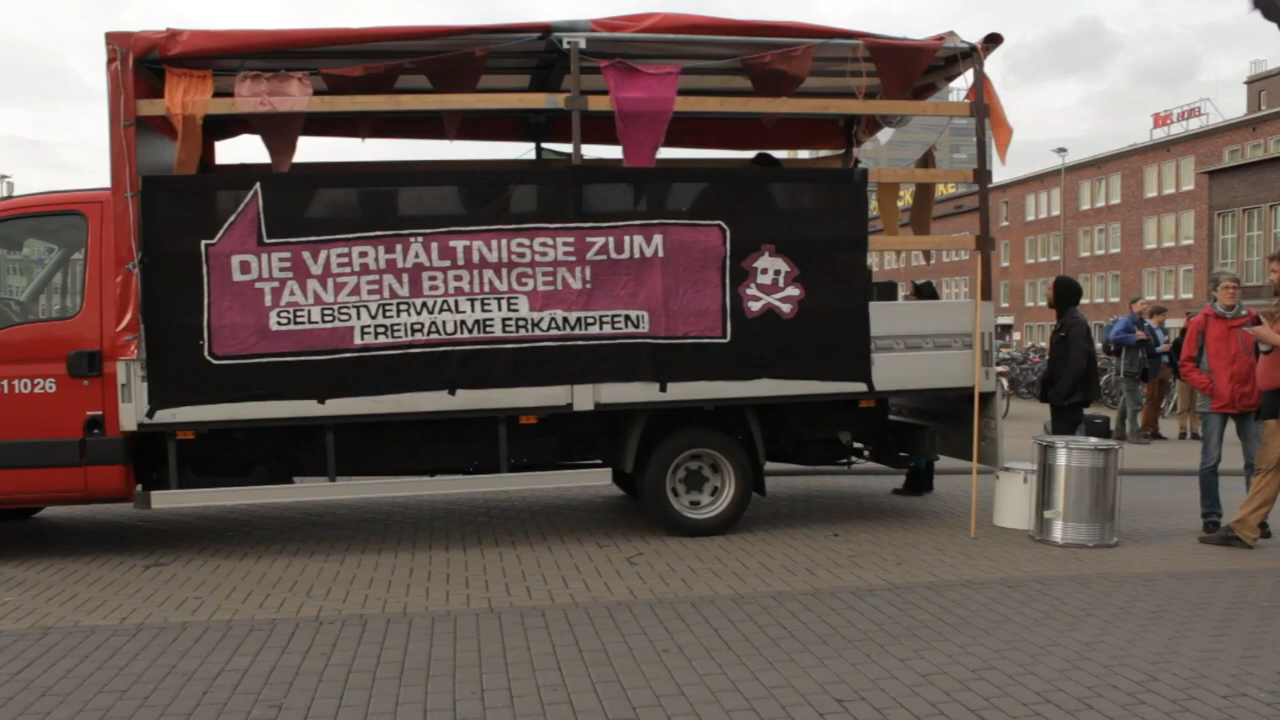 DIE VERHÄLTNISSE ZUM
TANZEN BRINGEN!
SELBSTVERWALTETE
FREIRÄUME ERKÄMPFEN!
11026
ibis HOTEL